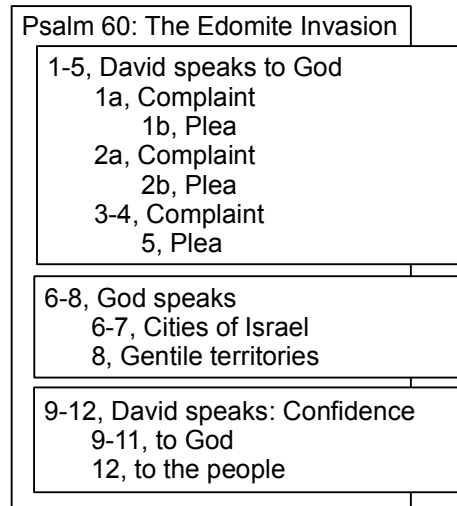 Psalm 60: The Edomite Invasion
1-5, David speaks to God
1a, Complaint
1b, Plea
2a, Complaint
2b, Plea
3-4, Complaint
5, Plea
6-8, God speaks
6-7, Cities of Israel
8, Gentile territories
9-12, David speaks: Confidence
9-11, to God
12, to the people